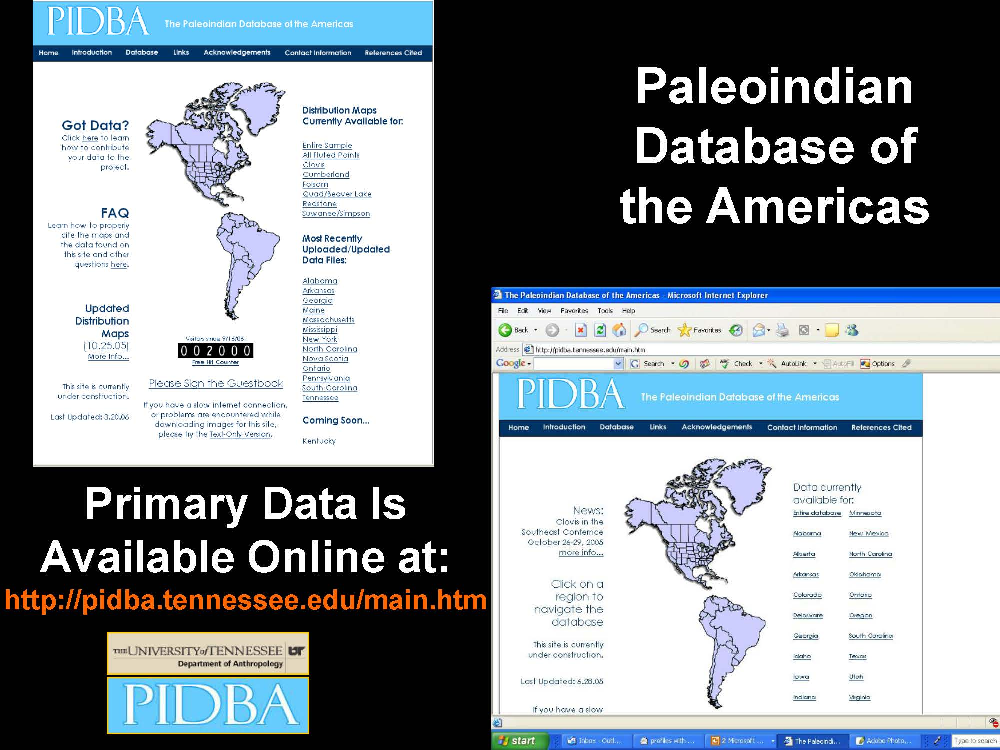 PIDBA
The Paleoindian Database of the Americas
Home Introduction Database Links Acknowledgements Contact Information References Cited
Got Data?
Click here to learn
how to contribute
your data to the
project.
FAQ
Learn how to properly
cite the maps and
the data found on
this site and other
questions here.
Updated
Distribution
Maps
(10.25.05)
More Info...
This site is currently
under construction.
Last Updated: 3.20.06
Visitors since 9/15/05:
002000
Free Hit Counter
Please Sign the Guestbook
If you have a slow internet connection,
or problems are encountered while
downloading images for this site,
please try the Text-Only Version.
Distribution Maps
Currently Available for:
Entire Sample
All Fluted Points
Clovis
Cumberland
Folsom
Quad/Beaver Lake
Redstone
Suwanee/Simpson
Most Recently
Uploaded/Updated
Data Files:
Alabama
Arkansas
Georgia
Maine
Massachusetts
Mississippi
New York
North Carolina
Nova Scotia
Ontario
Pennsylvania
South Carolina
Tennessee
Coming Soon...
Kentucky
Paleoindian
Database of
the Americas
Primary Data Is
Available Online at:
http://pidba.tennessee.edu/main.htm
THE UNIVERSITY of TENNESSEE UT
Department of Anthropology
PIDBA
The Paleoindian Database of the Americas - Microsoft Internet Explorer
File Edit View Favorites Tools Help
Back Search Favorites
Address http://pidba.tennessee.edu/main.htm
Google G Search ABC Check AutoLink AutoFill Options
PIDBA
The Paleoindian Database of the Americas
Home Introduction Database Links Acknowledgements Contact Information References Cited
News:
Clovis in the
Southeast Confernce
October 26-29, 2005
more info...
Click on a
region to
navigate the
database
This site is currently
under construction.
Last Updated: 6.28.05
If you have a slow
Data currently
available for:
Entire database Minnesota
Alabama New Mexico
Alberta North Carolina
Arkansas Oklahoma
Colorado Ontario
Delaware Oregon
Georgia South Carolina
Idaho Texas
Iowa Utah
Indiana Virginia
start Inbox - Outl... profiles with ... 2 Microsoft ... The Paleoindi... Adobe Photo... Type to search